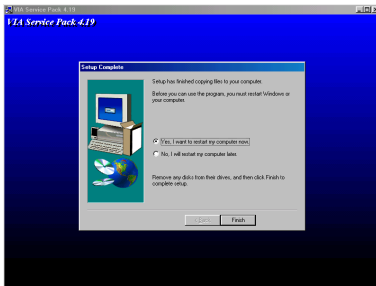 VIA Service Pack 4.19
VIA Service Pack 4.19
Setup Complete
Setup has finished copying files to your computer.
Before you can use the program, you must restart Windows or
your computer.
Yes, I want to restart my computer now.
No, I will restart my computer later.
Remove any disks from their drives, and then click Finish to
complete setup.
< Back
Finish